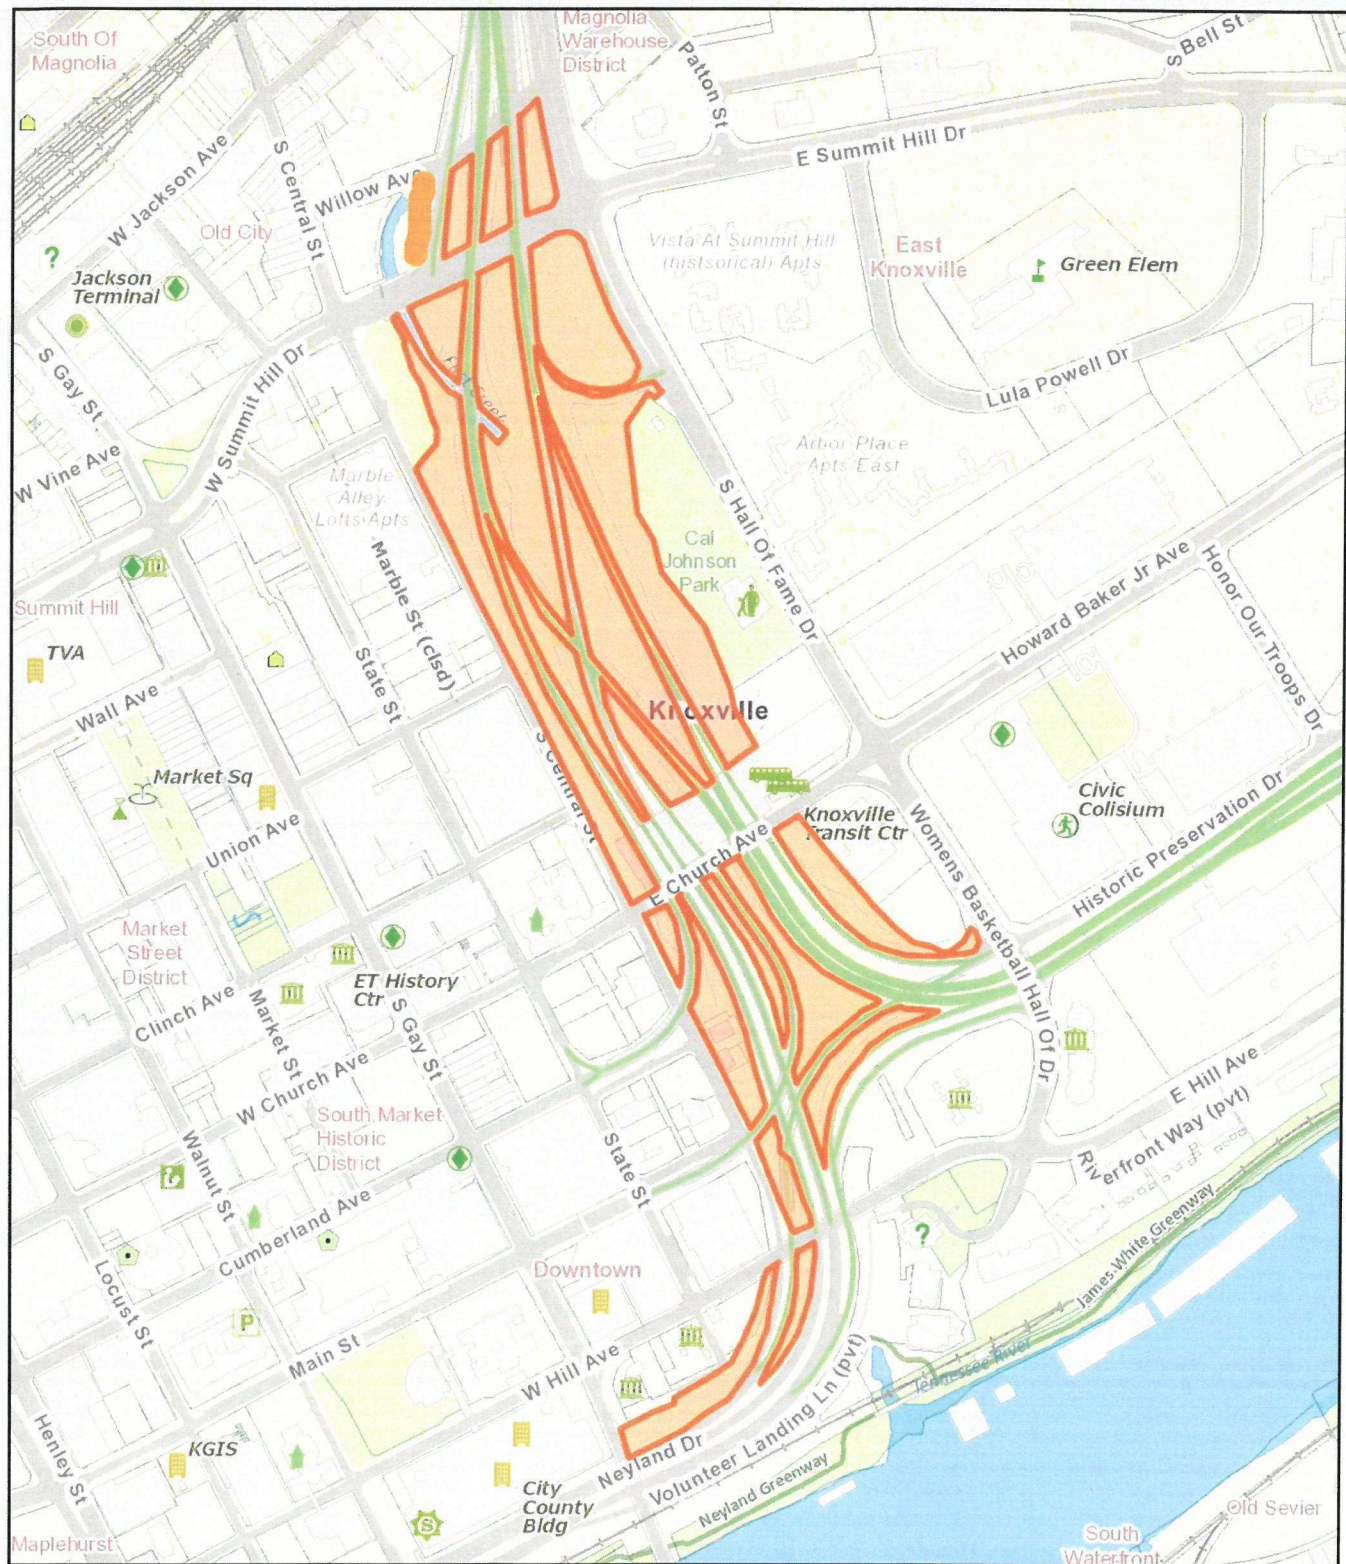 South Of
Magnolia
Magnolia
Warehouse
District
Patton St
S Bell St
E Summit Hill Dr
W Jackson Ave
S Central St
Willow Ave
Old City
Vista At Summit Hill
(histsorical) Apts
East
Knoxville
Green Elem
?
Jackson
Terminal
S Gay St
W Summit Hill Dr
Lula Powell Dr
W Vine Ave
Marble
Alley
Lofts Apts
Arbor Place
Apts East
S Hall Of Fame Dr
Cal
Johnson
Park
Marble St (clsd)
Howard Baker Jr Ave
Honor Our Troops Dr
Summit Hill
TVA
State St
Wall Ave
Knoxville
S Central St
Market Sq
Civic
Colisium
Knoxville
Transit Ctr
Union Ave
E Church Ave
Womens Basketball Hall Of Dr
Historic Preservation Dr
Market
Street
District
ET History
Ctr
Clinch Ave
Market St
S Gay St
W Church Ave
E Hill Ave
Riverfront Way (pvt)
South Market
Historic
District
Walnut St
State St
Cumberland Ave
James White Greenway
?
Downtown
Locust St
P
Main St
W Hill Ave
Tennessee River
Volunteer Landing Ln (pvt)
Henley St
KGIS
Neyland Dr
Neyland Greenway
City
County
Bldg
S
Old Sevier
Maplehurst
South
Waterfront